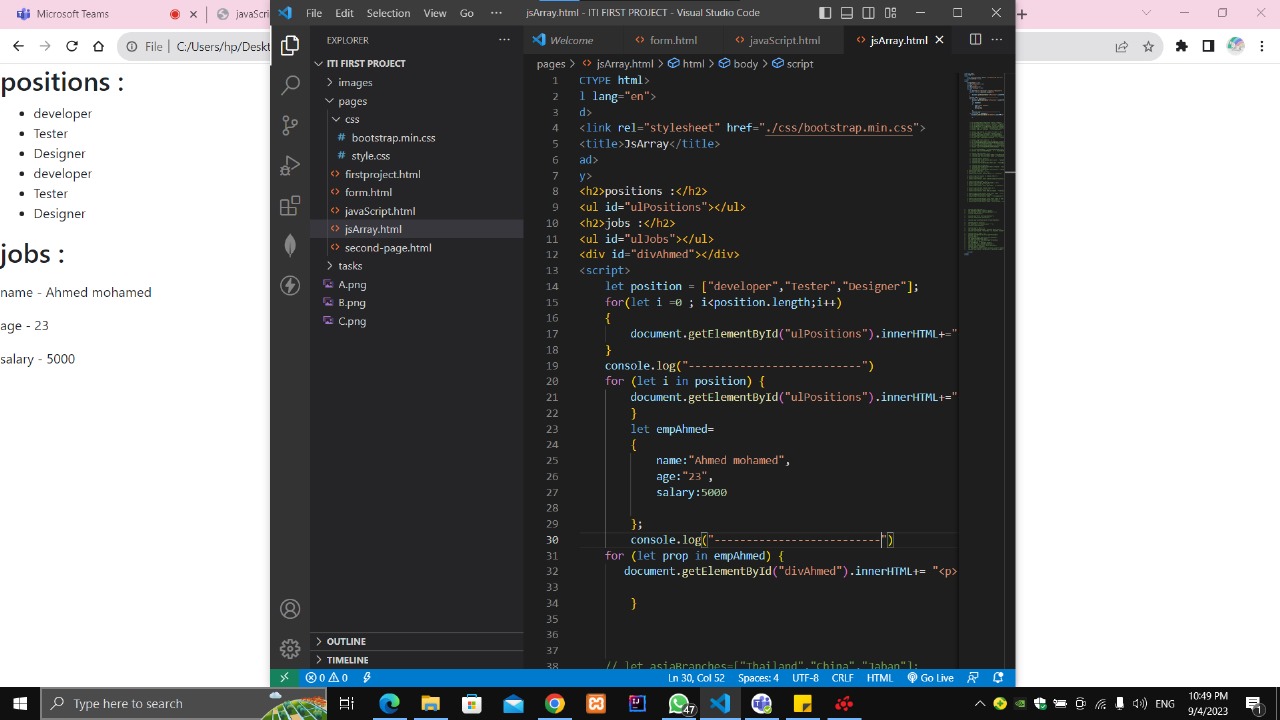 Microsoft Teams
javaScri
File Edit Selection View Go ··· jsArray.html - ITI FIRST PROJECT - Visual Studio Code
File C:/Users/hp/Deskt
positions :
developer
Tester
Designer
developer
Tester
Designer
jobs :
name - Ahmed mohamed
age - 23
salary - 5000
EXPLORER
ITI FIRST PROJECT
images
pages
css
bootstrap.min.css
style.css
firstproject.html
form.html
javaScript.html
jsArray.html
secound-page.html
tasks
A.png
B.png
C.png
OUTLINE
TIMELINE
Welcome form.html javaScript.html jsArray.html
pages > jsArray.html > html > body > script
1 CTYPE html>
2 l lang="en">
3 d>
4 <link rel="stylesheet" href="./css/bootstrap.min.css">
5 <title>JsArray</title>
6 ad>
7 y>
8 <h2>positions :</h2>
9 <ul id="ulPositions"></ul>
10 <h2>jobs :</h2>
11 <ul id="ulJobs"></ul>
12 <div id="divAhmed"></div>
13 <script>
14 let position = ["developer","Tester","Designer"];
15 for(let i =0 ; i<position.length;i++)
16 {
17 document.getElementById("ulPositions").innerHTML+="
18 }
19 console.log("---------------------------")
20 for (let i in position) {
21 document.getElementById("ulPositions").innerHTML+="
22 }
23 let empAhmed=
24 {
25 name:"Ahmed mohamed",
26 age:"23",
27 salary:5000
28
29 };
30 console.log("--------------------------")
31 for (let prop in empAhmed) {
32 document.getElementById("divAhmed").innerHTML+= "<p>
33
34 }
35
36
37
38 // let asiaBranches=["Thailand","China","Jaban"];
0 0 Ln 30, Col 52 Spaces: 4 UTF-8 CRLF HTML Go Live
Type here to search
47
ENG
10:49 PM
9/4/2023
1